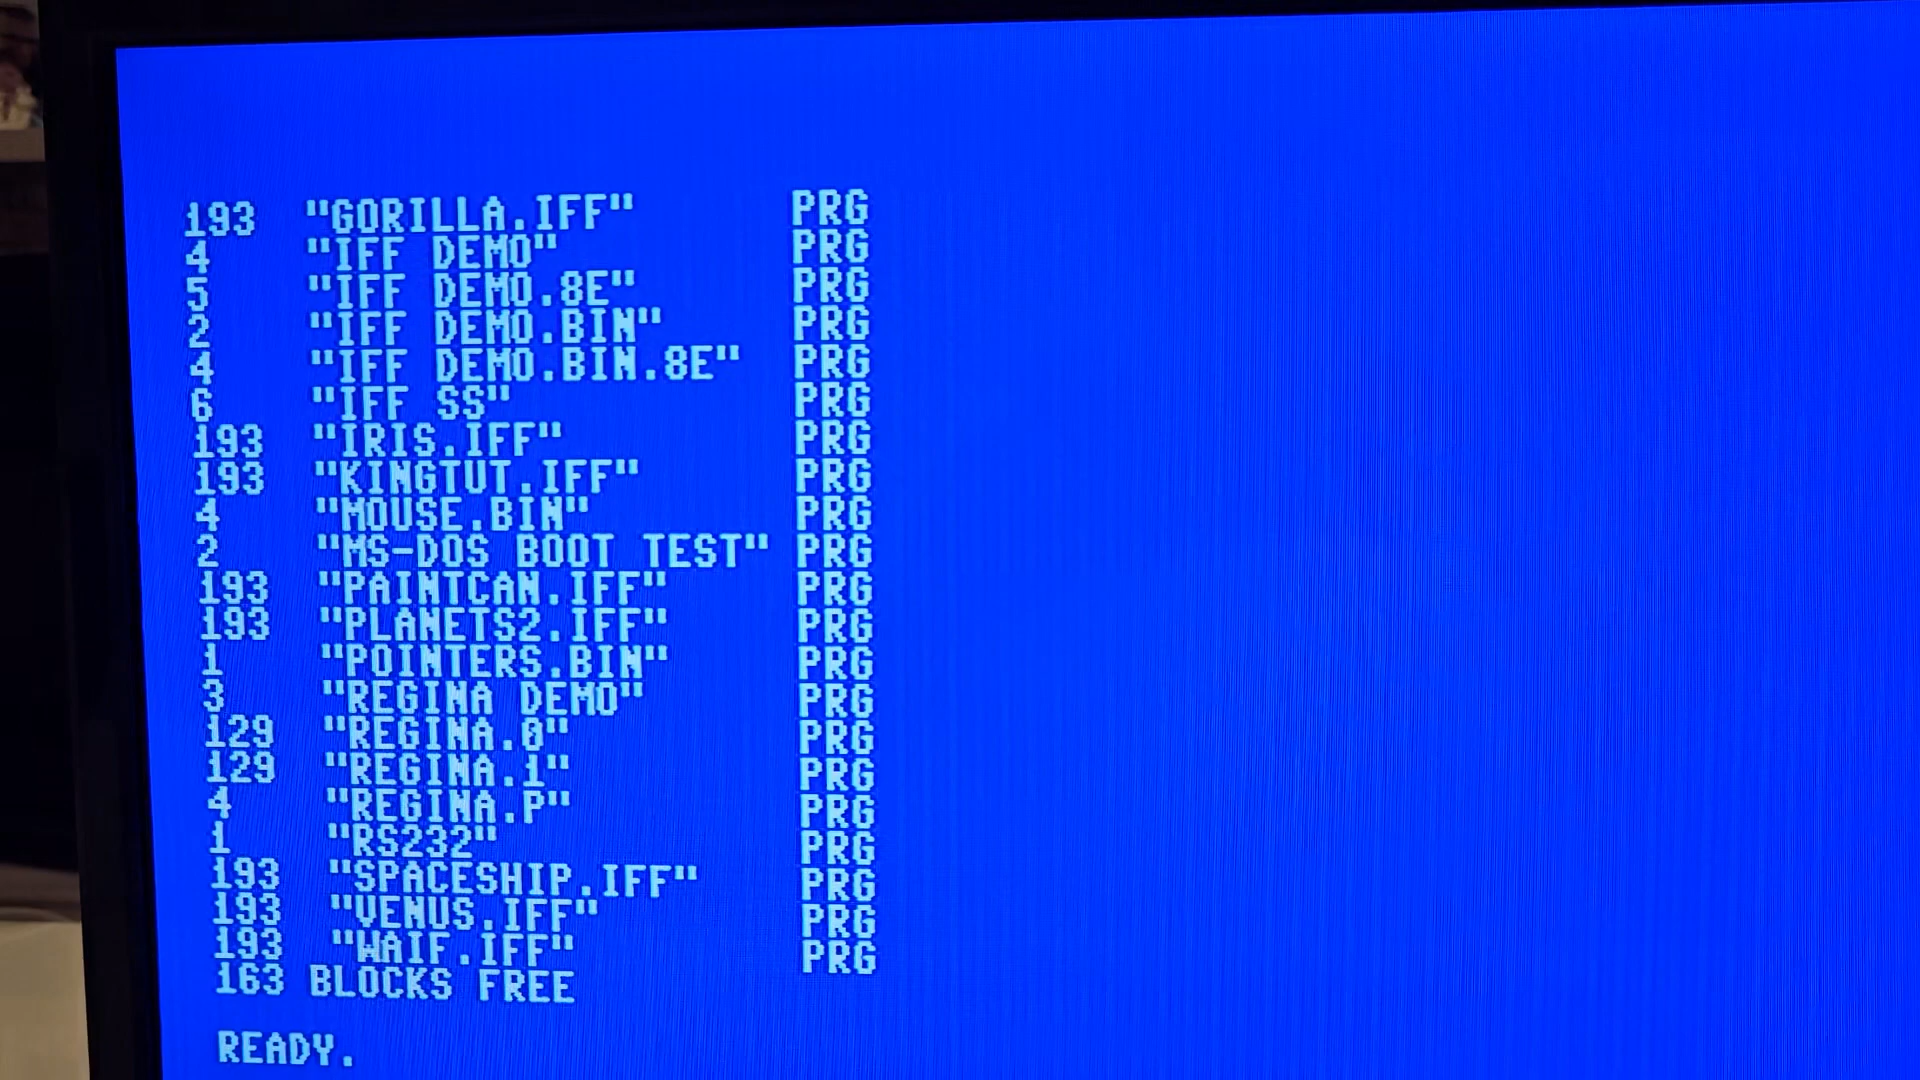 193 "GORILLA.IFF" PRG
4 "IFF DEMO" PRG
5 "IFF DEMO.8E" PRG
2 "IFF DEMO.BIN" PRG
4 "IFF DEMO.BIN.8E" PRG
6 "IFF SS" PRG
193 "IRIS.IFF" PRG
193 "KINGTUT.IFF" PRG
4 "MOUSE.BIN" PRG
2 "MS-DOS BOOT TEST" PRG
193 "PAINTCAN.IFF" PRG
193 "PLANETS2.IFF" PRG
1 "POINTERS.BIN" PRG
3 "REGINA DEMO" PRG
129 "REGINA.0" PRG
129 "REGINA.1" PRG
4 "REGINA.P" PRG
1 "RS232" PRG
193 "SPACESHIP.IFF" PRG
193 "VENUS.IFF" PRG
193 "WAIF.IFF" PRG
163 BLOCKS FREE
READY.